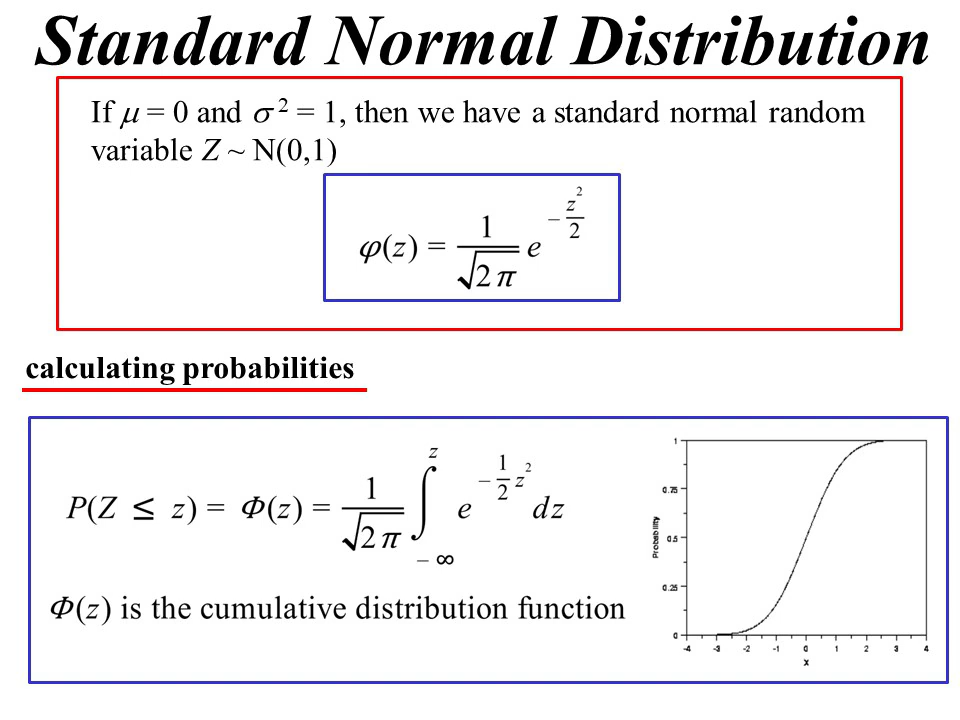 Standard Normal Distribution
If μ = 0 and σ² = 1, then we have a standard normal random
variable Z ~ N(0,1)
φ(z) = 1/√(2π) e^(−z²/2)
calculating probabilities
P(Z ≤ z) = Φ(z) = 1/√(2π) ∫_{−∞}^{z} e^(−1/2 z²) dz
Φ(z) is the cumulative distribution function
Probability
1
0.75
0.5
0.25
0
-4 -3 -2 -1 0 1 2 3 4
X